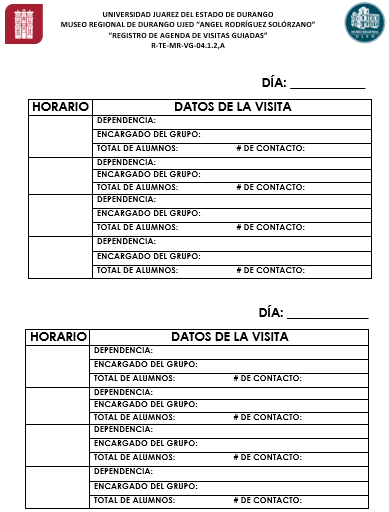 UNIVERSIDAD JUAREZ DEL ESTADO DE DURANGO
MUSEO REGIONAL DE DURANGO UJED "ANGEL RODRÍGUEZ SOLÓRZANO"
"REGISTRO DE AGENDA DE VISITAS GUIADAS"
R-TE-MR-VG-04.1.2,A
DÍA: ____________
HORARIO DATOS DE LA VISITA
DEPENDENCIA:
ENCARGADO DEL GRUPO:
TOTAL DE ALUMNOS: # DE CONTACTO:
DEPENDENCIA:
ENCARGADO DEL GRUPO:
TOTAL DE ALUMNOS: # DE CONTACTO:
DEPENDENCIA:
ENCARGADO DEL GRUPO:
TOTAL DE ALUMNOS: # DE CONTACTO:
DEPENDENCIA:
ENCARGADO DEL GRUPO:
TOTAL DE ALUMNOS: # DE CONTACTO:
DÍA: _____________
HORARIO DATOS DE LA VISITA
DEPENDENCIA:
ENCARGADO DEL GRUPO:
TOTAL DE ALUMNOS: # DE CONTACTO:
DEPENDENCIA:
ENCARGADO DEL GRUPO:
TOTAL DE ALUMNOS: # DE CONTACTO:
DEPENDENCIA:
ENCARGADO DEL GRUPO:
TOTAL DE ALUMNOS: # DE CONTACTO:
DEPENDENCIA:
ENCARGADO DEL GRUPO:
TOTAL DE ALUMNOS: # DE CONTACTO: